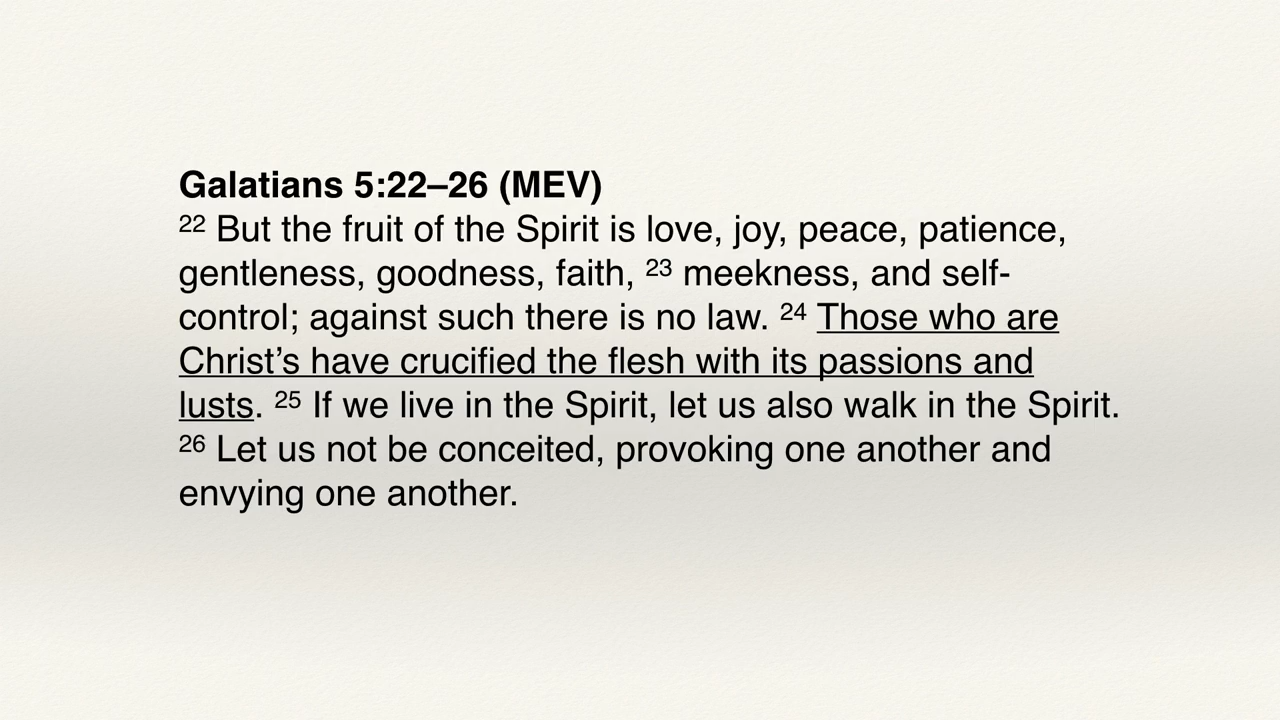 Galatians 5:22–26 (MEV)
22 But the fruit of the Spirit is love, joy, peace, patience,
gentleness, goodness, faith, 23 meekness, and self-
control; against such there is no law. 24 Those who are
Christ’s have crucified the flesh with its passions and
lusts. 25 If we live in the Spirit, let us also walk in the Spirit.
26 Let us not be conceited, provoking one another and
envying one another.